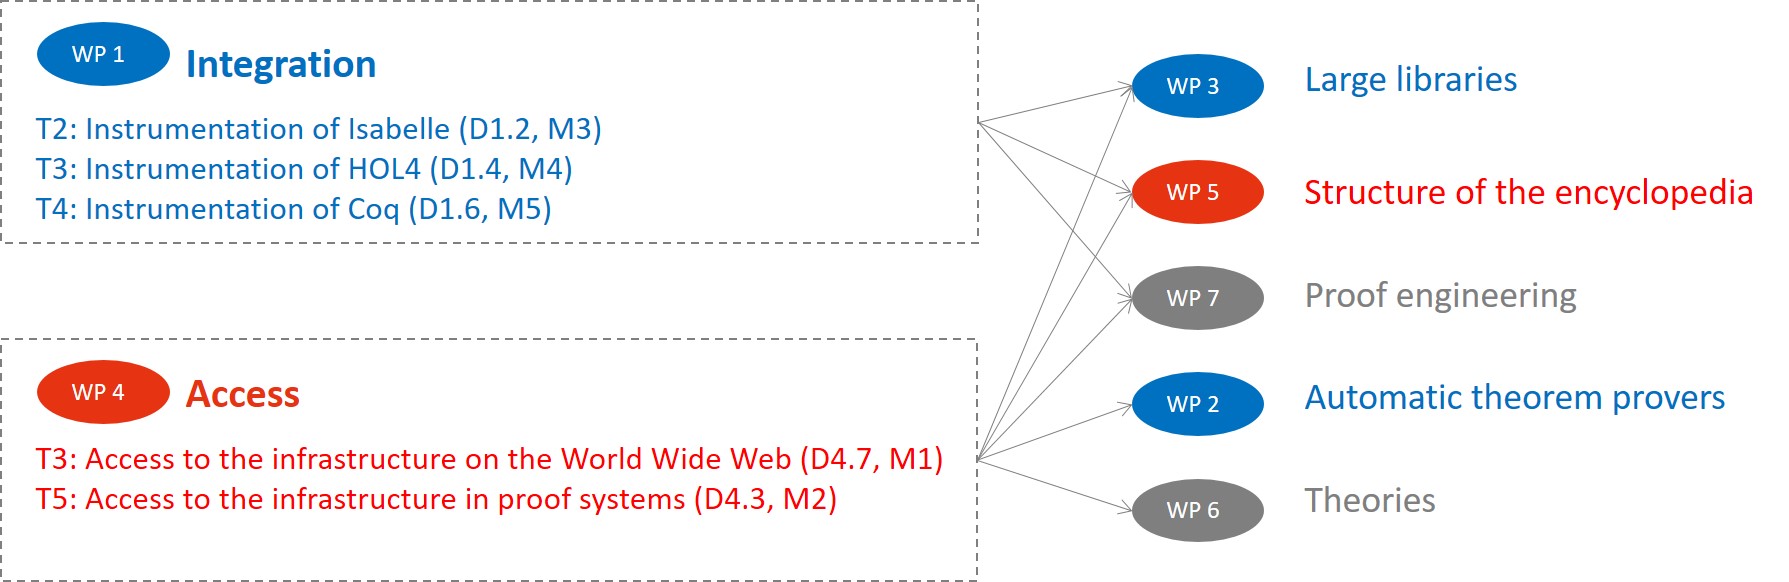 WP 1
Integration
T2: Instrumentation of Isabelle (D1.2, M3)
T3: Instrumentation of HOL4 (D1.4, M4)
T4: Instrumentation of Coq (D1.6, M5)
WP 4
Access
T3: Access to the infrastructure on the World Wide Web (D4.7, M1)
T5: Access to the infrastructure in proof systems (D4.3, M2)
WP 3
Large libraries
WP 5
Structure of the encyclopedia
WP 7
Proof engineering
WP 2
Automatic theorem provers
WP 6
Theories